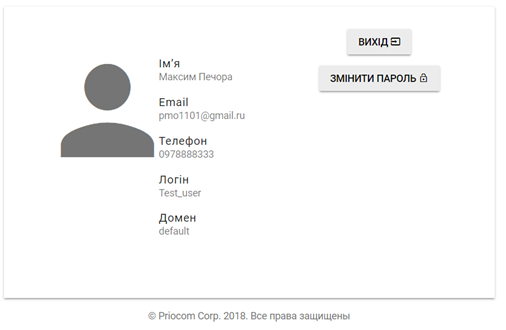 Ім’я
Максим Печора
Email
pmo1101@gmail.ru
Телефон
0978888333
Логін
Test_user
Домен
default
ВИХІД
ЗМІНИТИ ПАРОЛЬ
© Priocom Corp. 2018. Все права защищены